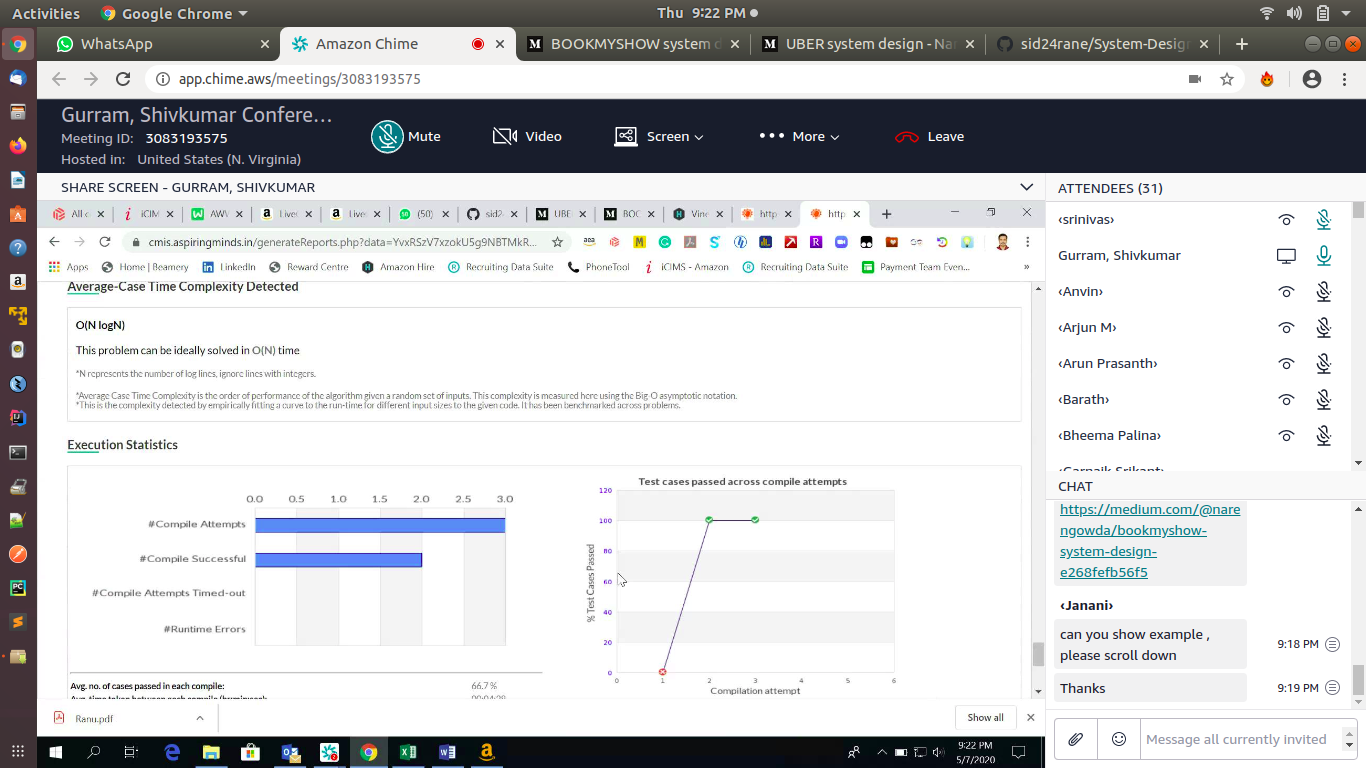 Activities
Google Chrome
Thu 9:22 PM
WhatsApp
Amazon Chime
BOOKMYSHOW system d
UBER system design - Nar
sid24rane/System-Design
app.chime.aws/meetings/3083193575
Gurram, Shivkumar Confere...
Meeting ID: 3083193575
Hosted in: United States (N. Virginia)
Mute
Video
Screen
More
Leave
SHARE SCREEN - GURRAM, SHIVKUMAR
All c
iCIM
AWV
Live
Live
(50)
sid2
UBE
BOO
Vinc
http
http
cmis.aspiringminds.in/generateReports.php?data=YvxRSzV7xzokU5g9NBTMkR...
Apps
Home | Beamery
LinkedIn
Reward Centre
Amazon Hire
Recruiting Data Suite
PhoneTool
iCIMS - Amazon
Recruiting Data Suite
Payment Team Even...
»
Average-Case Time Complexity Detected
O(N logN)
This problem can be ideally solved in O(N) time
*N represents the number of log lines, ignore lines with integers.
*Average Case Time Complexity is the order of performance of the algorithm given a random set of inputs. This complexity is measured here using the Big-O asymptotic notation.
*This is the complexity detected by empirically fitting a curve to the run-time for different input sizes to the given code. It has been benchmarked across problems.
Execution Statistics
0.0 0.5 1.0 1.5 2.0 2.5 3.0
#Compile Attempts
#Compile Successful
#Compile Attempts Timed-out
#Runtime Errors
Test cases passed across compile attempts
% Test Cases Passed
120
100
80
60
40
20
0
0 1 2 3 4 5 6
Compilation attempt
Avg. no. of cases passed in each compile: 66.7 %
Ranu.pdf
Show all
9:22 PM
5/7/2020
ATTENDEES (31)
‹srinivas›
Gurram, Shivkumar
‹Anvin›
‹Arjun M›
‹Arun Prasanth›
‹Barath›
‹Bheema Palina›
‹Garnaik Srikant›
CHAT
https://medium.com/@nare
ngowda/bookmyshow-
system-design-
e268fefb56f5
‹Janani›
can you show example ,
please scroll down
9:18 PM
Thanks
9:19 PM
Message all currently invited